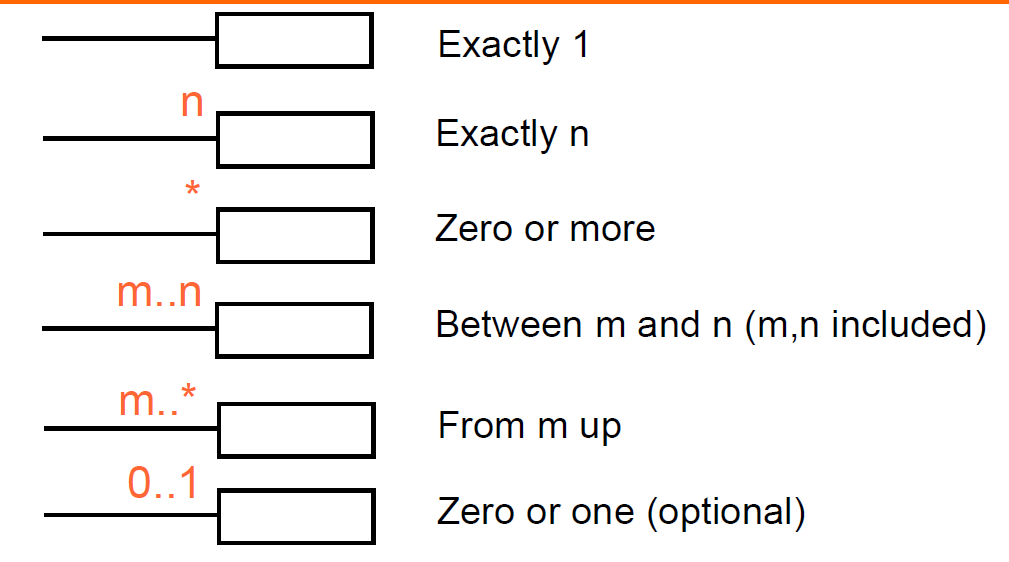 Exactly 1
n
Exactly n
*
Zero or more
m..n
Between m and n (m,n included)
m..*
From m up
0..1
Zero or one (optional)